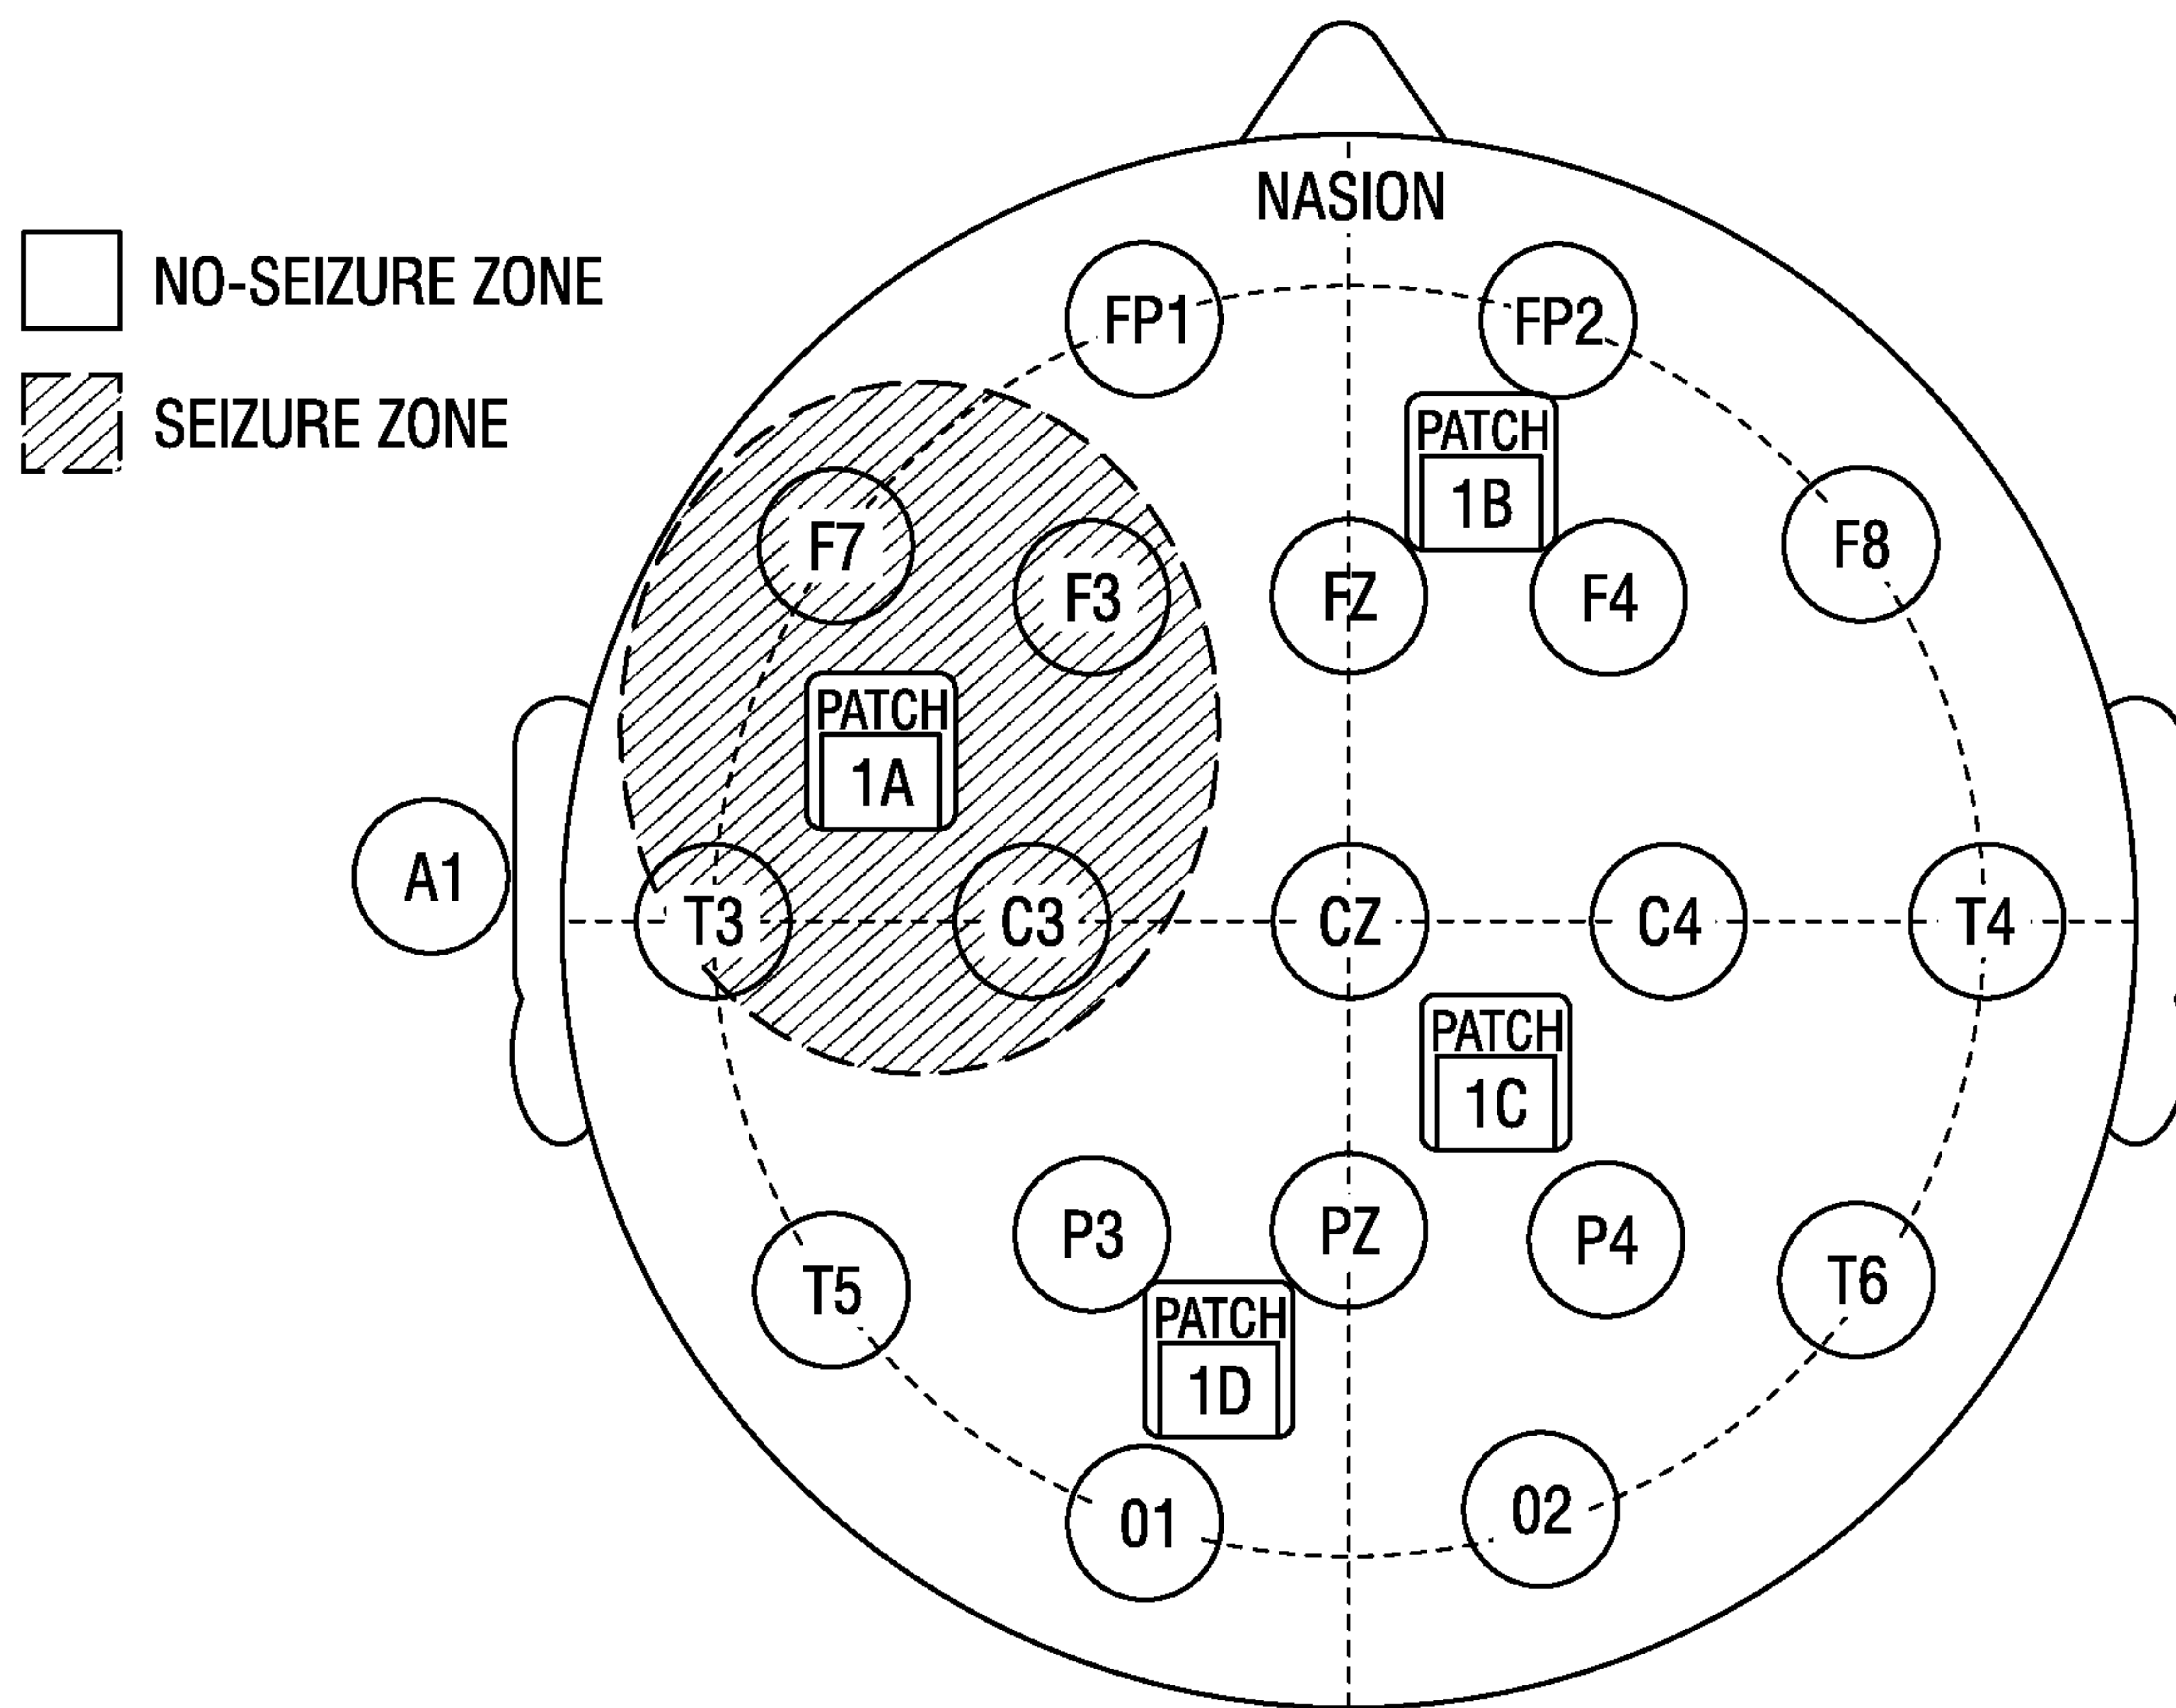 NASION
NO-SEIZURE ZONE
SEIZURE ZONE
FP1
FP2
PATCH
1B
F7
F3
FZ
F4
F8
PATCH
1A
A1
T3
C3
CZ
C4
T4
PATCH
1C
P3
PZ
P4
T5
T6
PATCH
1D
01
02